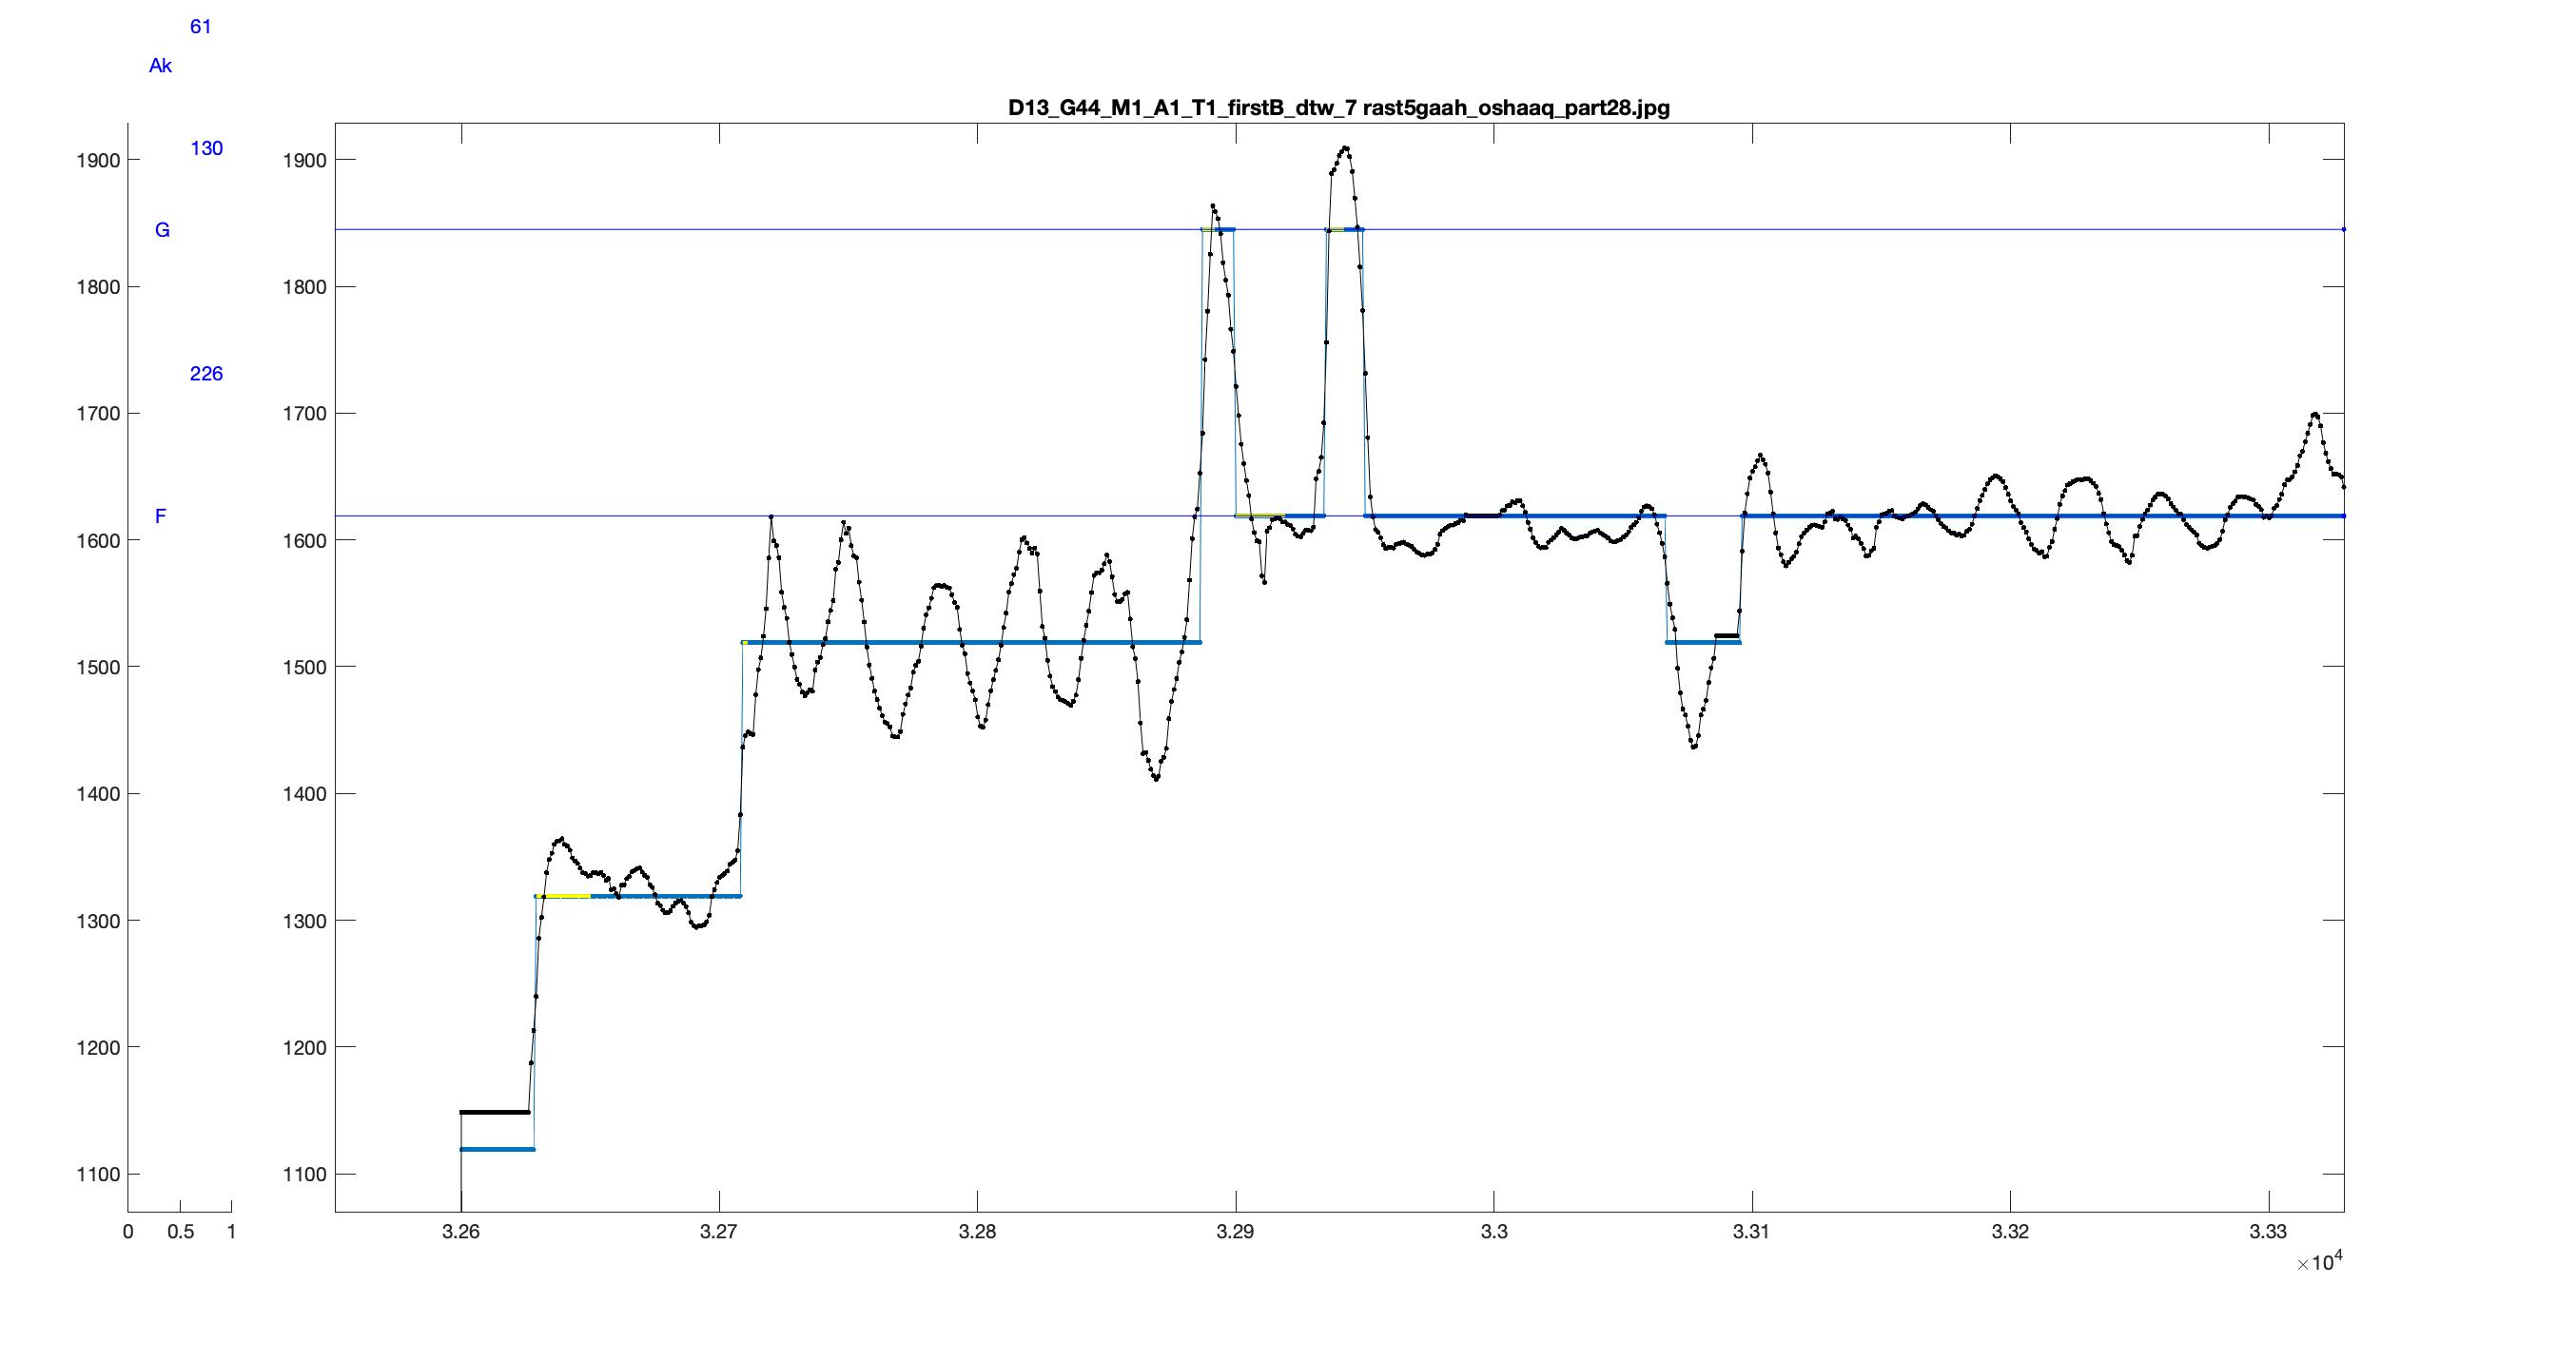 61
Ak
D13_G44_M1_A1_T1_firstB_dtw_7 rast5gaah_oshaaq_part28.jpg
1900 130 1900
G
1800 1800
226
1700 1700
F
1600 1600
1500 1500
1400 1400
1300 1300
1200 1200
1100 1100
0 0.5 1 3.26 3.27 3.28 3.29 3.3 3.31 3.32 3.33
×10⁴